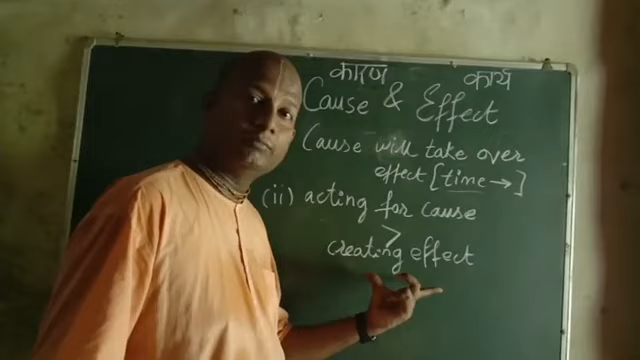 कारण कार्य
Cause & Effect
Cause will take over
effect [time→]
(ii) acting for cause
>
creating effect